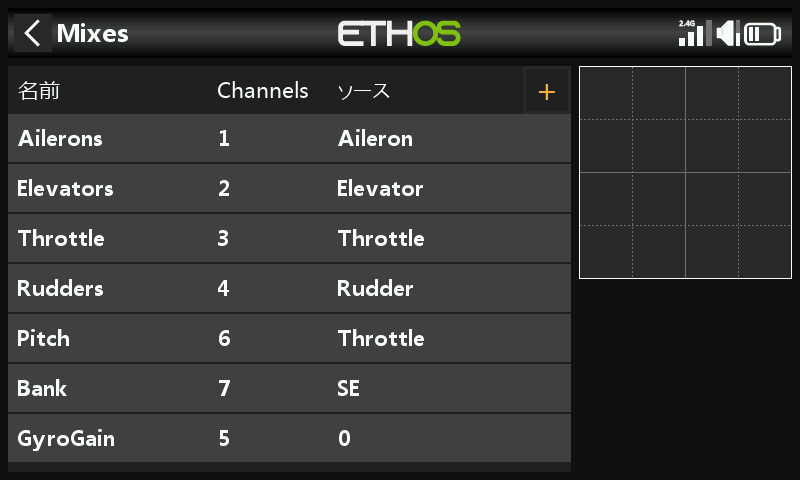 Mixes ETHOS 2.4G
名前 Channels ソース +
Ailerons 1 Aileron
Elevators 2 Elevator
Throttle 3 Throttle
Rudders 4 Rudder
Pitch 6 Throttle
Bank 7 SE
GyroGain 5 0